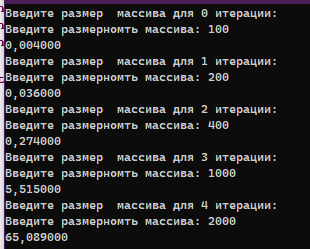 Введите размер  массива для 0 итерации:
Введите размерномть массива: 100
0,004000
Введите размер  массива для 1 итерации:
Введите размерномть массива: 200
0,036000
Введите размер  массива для 2 итерации:
Введите размерномть массива: 400
0,274000
Введите размер  массива для 3 итерации:
Введите размерномть массива: 1000
5,515000
Введите размер  массива для 4 итерации:
Введите размерномть массива: 2000
65,089000